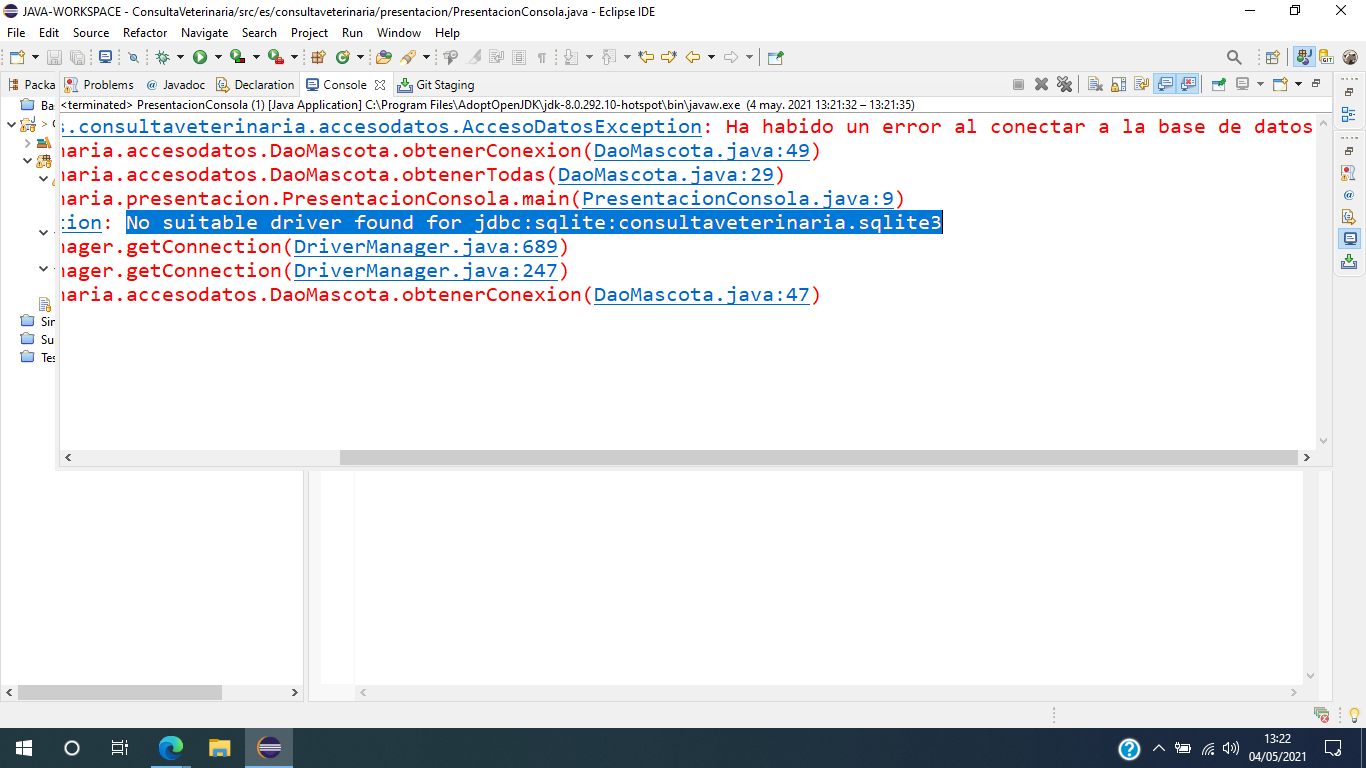 JAVA-WORKSPACE - ConsultaVeterinaria/src/es/consultaveterinaria/presentacion/PresentacionConsola.java - Eclipse IDE
File Edit Source Refactor Navigate Search Project Run Window Help
Packa Problems @ Javadoc Declaration Console Git Staging
<terminated> PresentacionConsola (1) [Java Application] C:\Program Files\AdoptOpenJDK\jdk-8.0.292.10-hotspot\bin\javaw.exe (4 may. 2021 13:21:32 – 13:21:35)
s.consultaveterinaria.accesodatos.AccesoDatosException: Ha habido un error al conectar a la base de datos
naria.accesodatos.DaoMascota.obtenerConexion(DaoMascota.java:49)
naria.accesodatos.DaoMascota.obtenerTodas(DaoMascota.java:29)
naria.presentacion.PresentacionConsola.main(PresentacionConsola.java:9)
tion: No suitable driver found for jdbc:sqlite:consultaveterinaria.sqlite3
nager.getConnection(DriverManager.java:689)
nager.getConnection(DriverManager.java:247)
naria.accesodatos.DaoMascota.obtenerConexion(DaoMascota.java:47)
Ba
Sin
Su
Tes
13:22
04/05/2021